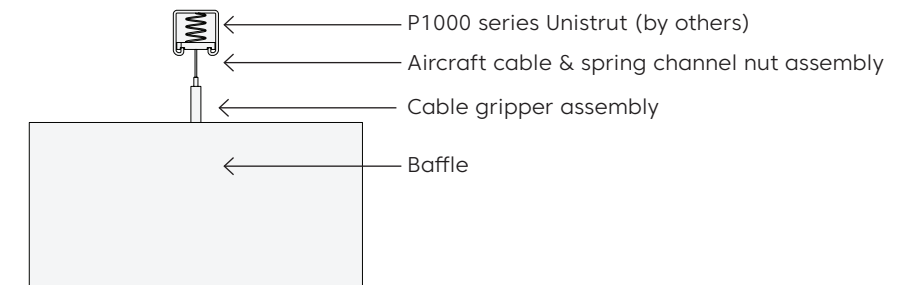 P1000 series Unistrut (by others)
Aircraft cable & spring channel nut assembly
Cable gripper assembly
Baffle